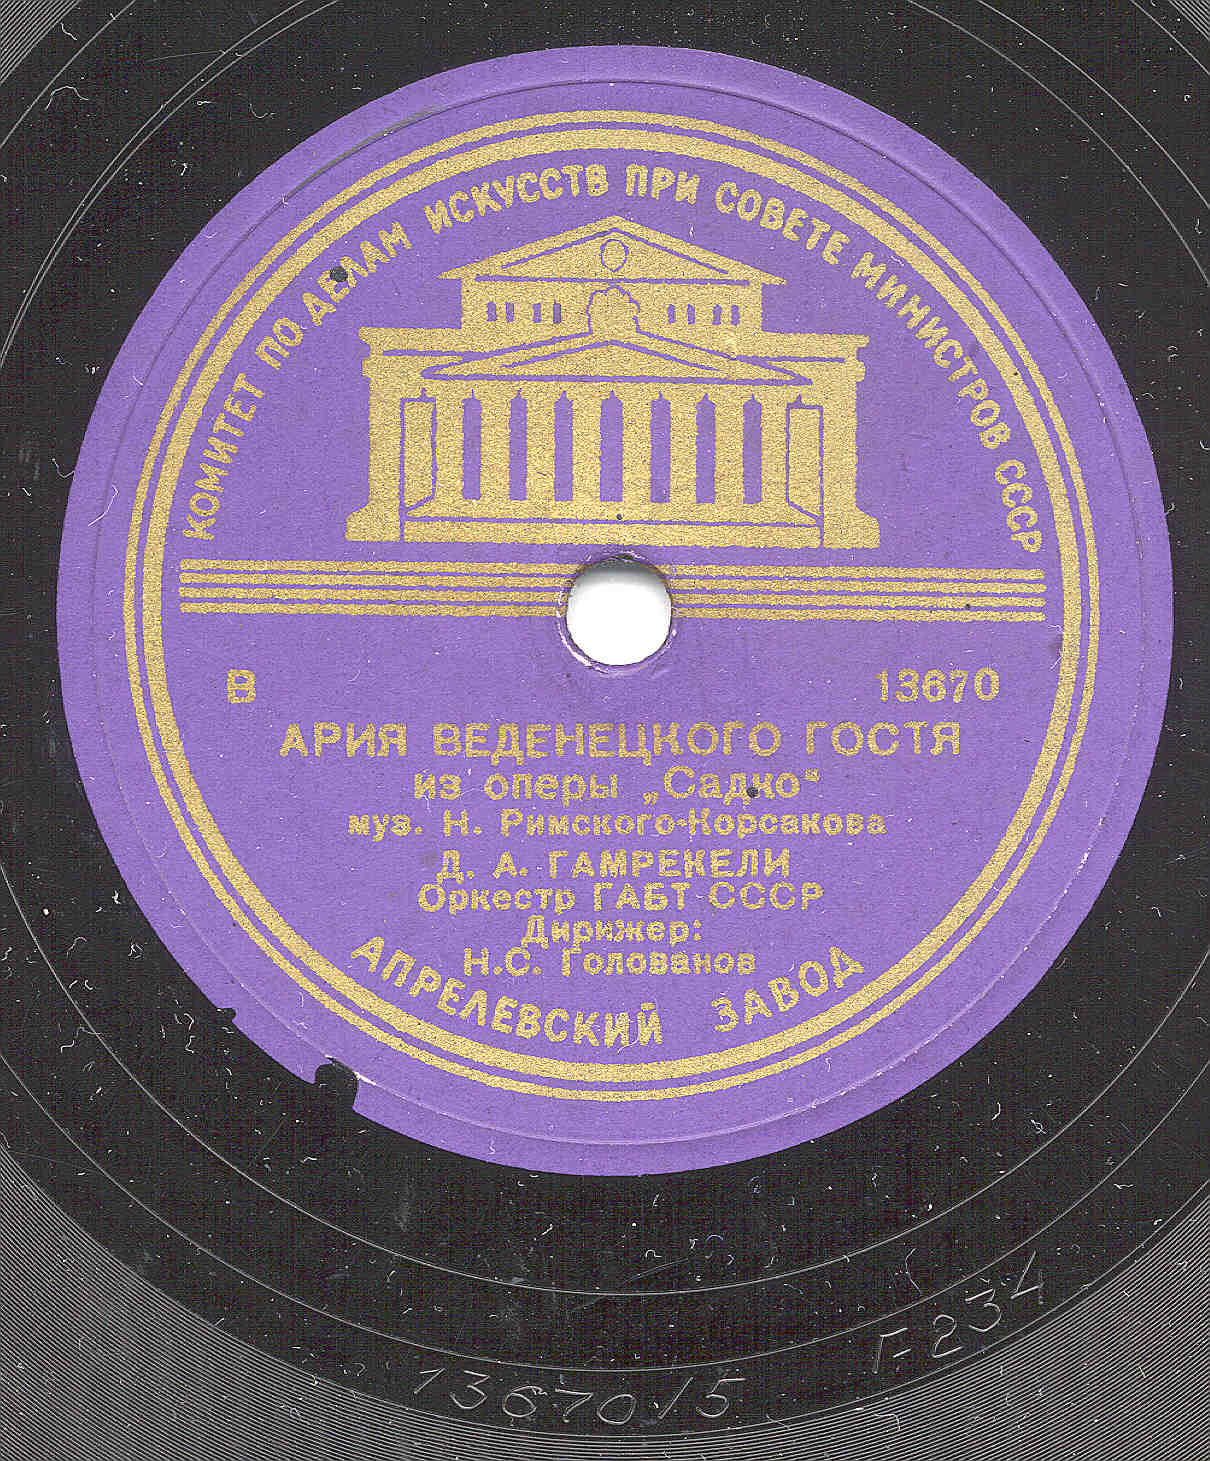 КОМИТЕТ ПО ДЕЛАМ ИСКУССТВ ПРИ СОВЕТЕ МИНИСТРОВ СССР
В 13670
АРИЯ ВЕДЕНЕЦКОГО ГОСТЯ
из оперы „Садко“
муз. Н. Римского-Корсакова
Д. А. ГАМРЕКЕЛИ
Оркестр ГАБТ СССР
Дирижер:
Н.С. Голованов
АПРЕЛЕВСКИЙ ЗАВОД
Г-234
13670/5